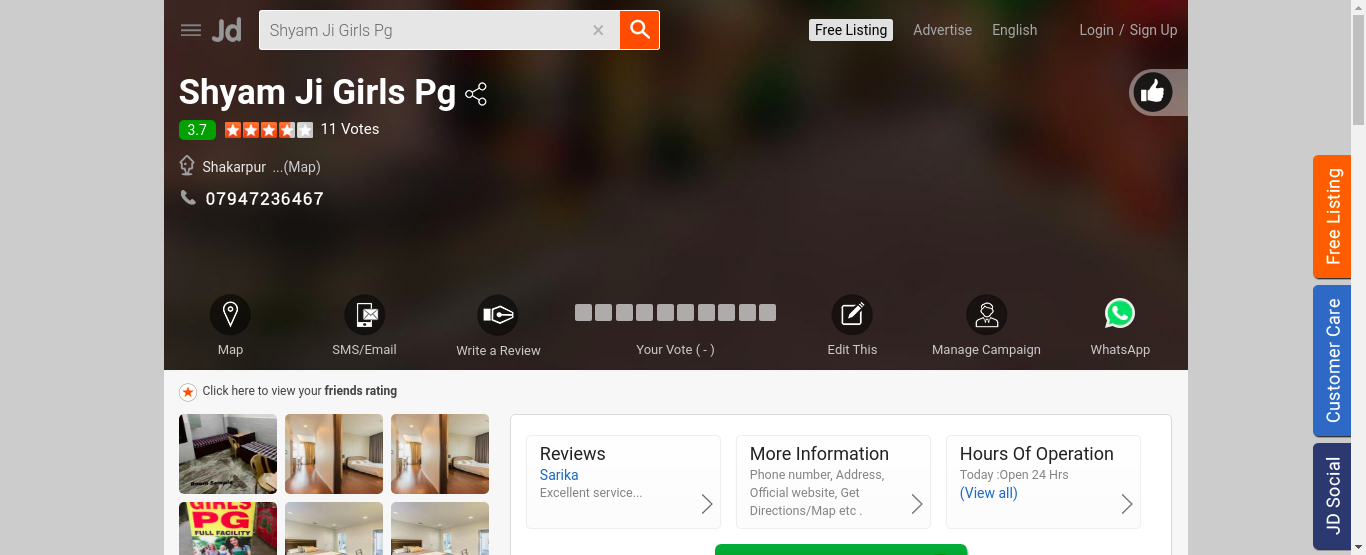 Jd
Shyam Ji Girls Pg
Free Listing
Advertise
English
Login / Sign Up
Shyam Ji Girls Pg
3.7
11 Votes
Shakarpur ...(Map)
07947236467
Map
SMS/Email
Write a Review
Your Vote ( - )
Edit This
Manage Campaign
WhatsApp
Free Listing
Customer Care
JD Social
Click here to view your friends rating
Room Sample
GIRLS
PG
FULL FACILITY
Reviews
Sarika
Excellent service...
More Information
Phone number, Address,
Official website, Get
Directions/Map etc .
Hours Of Operation
Today :Open 24 Hrs
(View all)